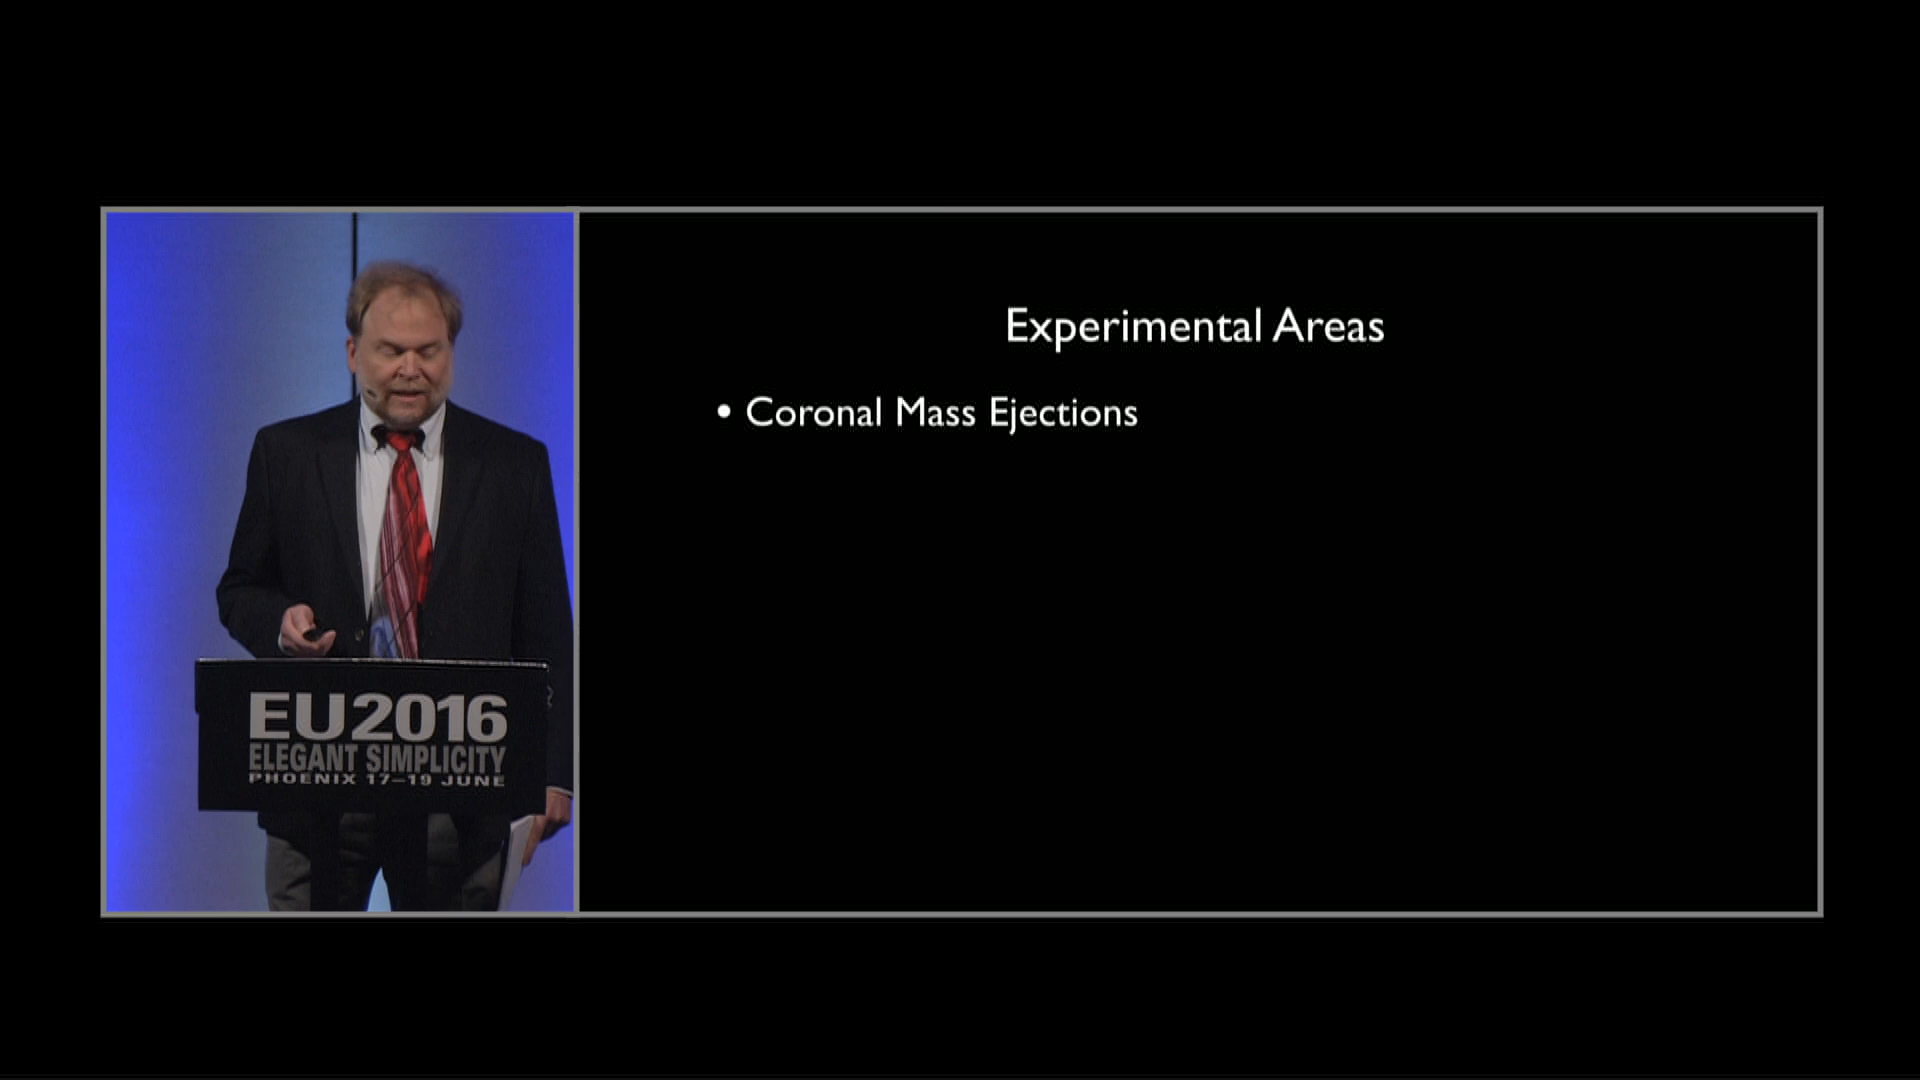 Experimental Areas
• Coronal Mass Ejections
EU2016
ELEGANT SIMPLICITY
PHOENIX 17–19 JUNE